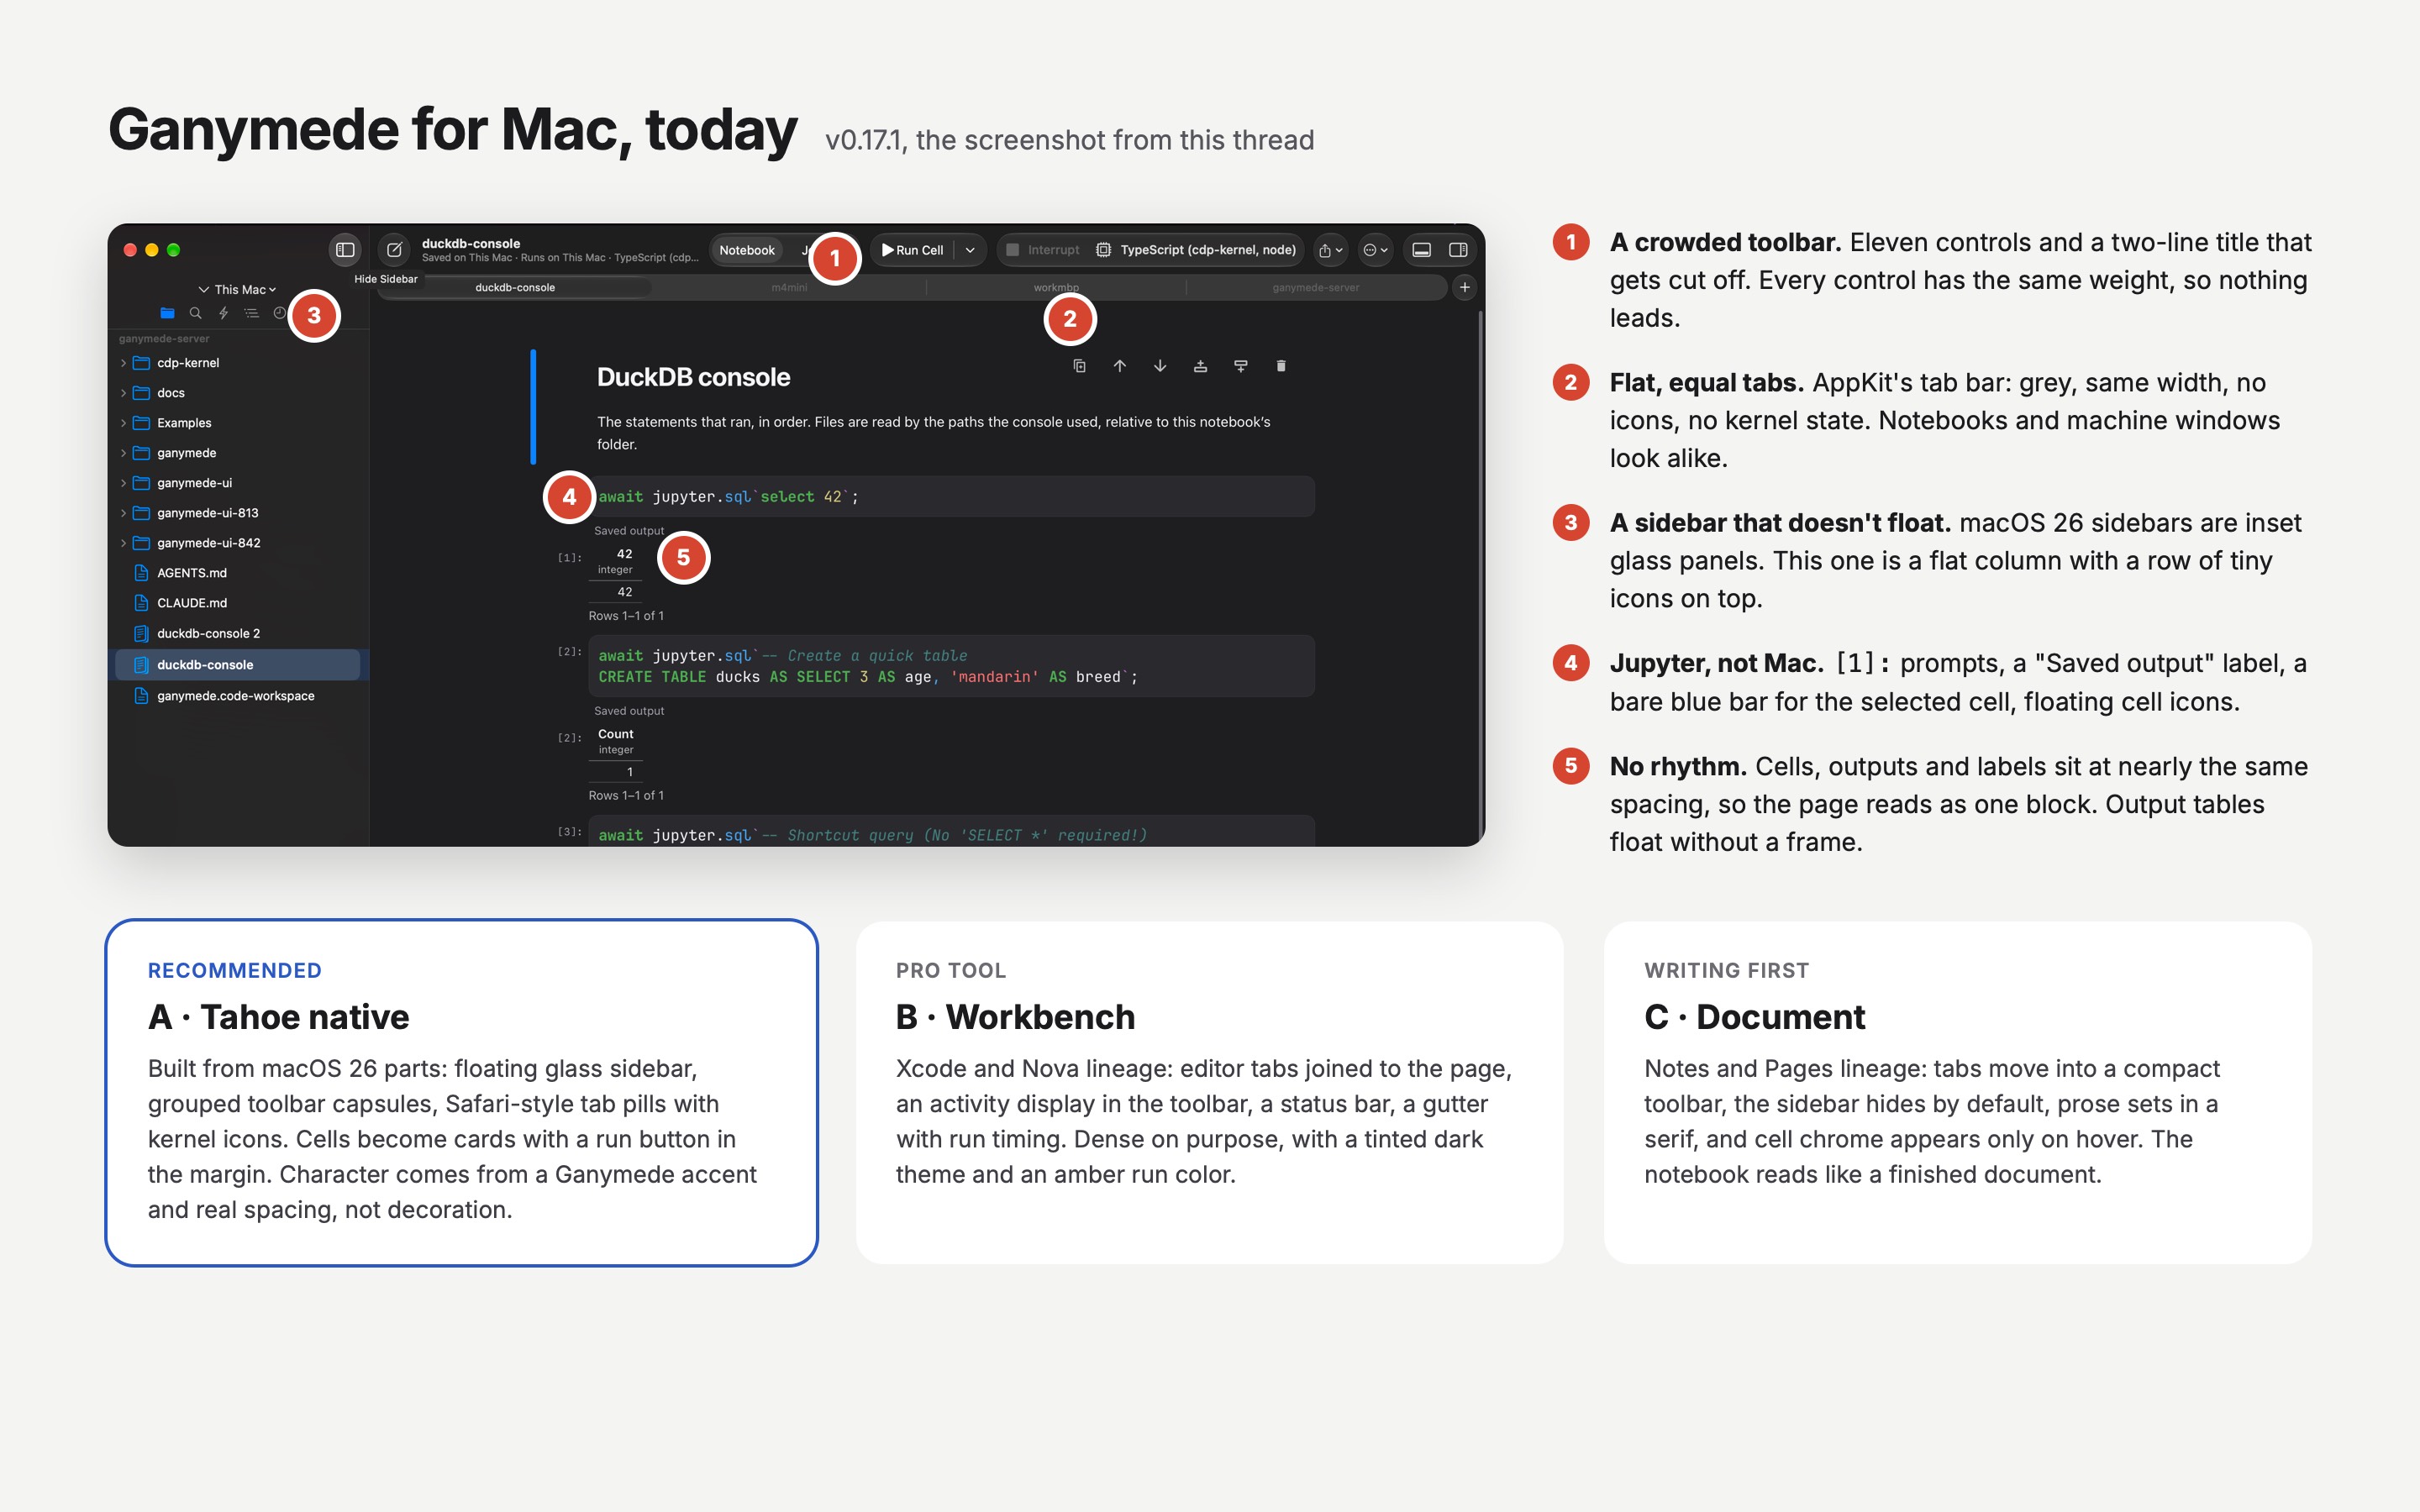 Ganymede for Mac, today v0.17.1, the screenshot from this thread
duckdb-console
Saved on This Mac · Runs on This Mac · TypeScript (cdp...
Notebook
1
Run Cell
Interrupt
TypeScript (cdp-kernel, node)
Hide Sidebar
This Mac
3
duckdb-console
m4mini
workmbp
ganymede-server
2
ganymede-server
cdp-kernel
docs
Examples
ganymede
ganymede-ui
ganymede-ui-813
ganymede-ui-842
AGENTS.md
CLAUDE.md
duckdb-console 2
duckdb-console
ganymede.code-workspace
DuckDB console
The statements that ran, in order. Files are read by the paths the console used, relative to this notebook's
folder.
4
await jupyter.sql`select 42`;
Saved output
5
[1]:
42
integer
42
Rows 1–1 of 1
[2]:
await jupyter.sql`-- Create a quick table
CREATE TABLE ducks AS SELECT 3 AS age, 'mandarin' AS breed`;
Saved output
[2]:
Count
integer
1
Rows 1–1 of 1
[3]:
await jupyter.sql`-- Shortcut query (No 'SELECT *' required!)
1 A crowded toolbar. Eleven controls and a two-line title that
gets cut off. Every control has the same weight, so nothing
leads.
2 Flat, equal tabs. AppKit's tab bar: grey, same width, no
icons, no kernel state. Notebooks and machine windows
look alike.
3 A sidebar that doesn't float. macOS 26 sidebars are inset
glass panels. This one is a flat column with a row of tiny
icons on top.
4 Jupyter, not Mac. [1]: prompts, a "Saved output" label, a
bare blue bar for the selected cell, floating cell icons.
5 No rhythm. Cells, outputs and labels sit at nearly the same
spacing, so the page reads as one block. Output tables
float without a frame.
RECOMMENDED
A · Tahoe native
Built from macOS 26 parts: floating glass sidebar,
grouped toolbar capsules, Safari-style tab pills with
kernel icons. Cells become cards with a run button in
the margin. Character comes from a Ganymede accent
and real spacing, not decoration.
PRO TOOL
B · Workbench
Xcode and Nova lineage: editor tabs joined to the page,
an activity display in the toolbar, a status bar, a gutter
with run timing. Dense on purpose, with a tinted dark
theme and an amber run color.
WRITING FIRST
C · Document
Notes and Pages lineage: tabs move into a compact
toolbar, the sidebar hides by default, prose sets in a
serif, and cell chrome appears only on hover. The
notebook reads like a finished document.